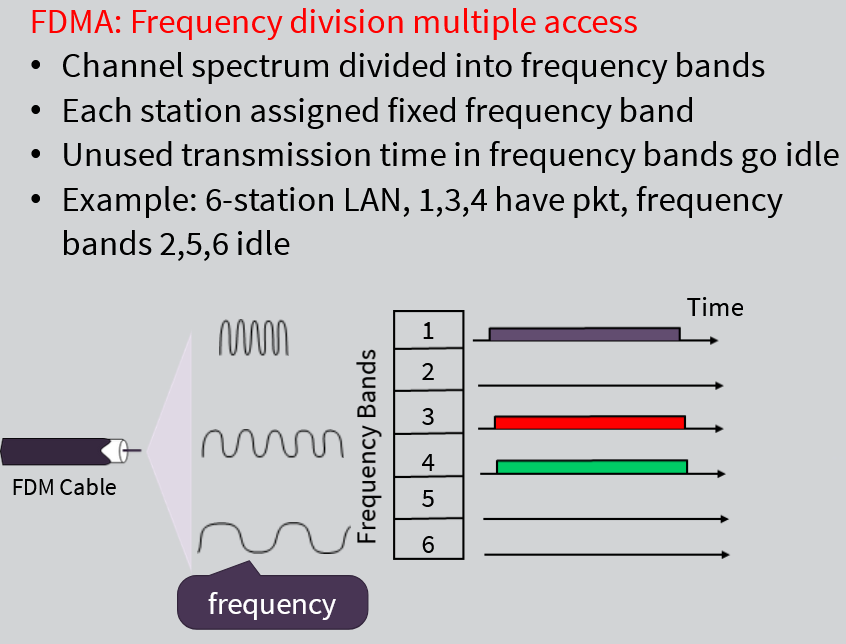 FDMA: Frequency division multiple access
• Channel spectrum divided into frequency bands
• Each station assigned fixed frequency band
• Unused transmission time in frequency bands go idle
• Example: 6-station LAN, 1,3,4 have pkt, frequency
bands 2,5,6 idle
Time
Frequency Bands
1
2
3
4
5
6
FDM Cable
frequency